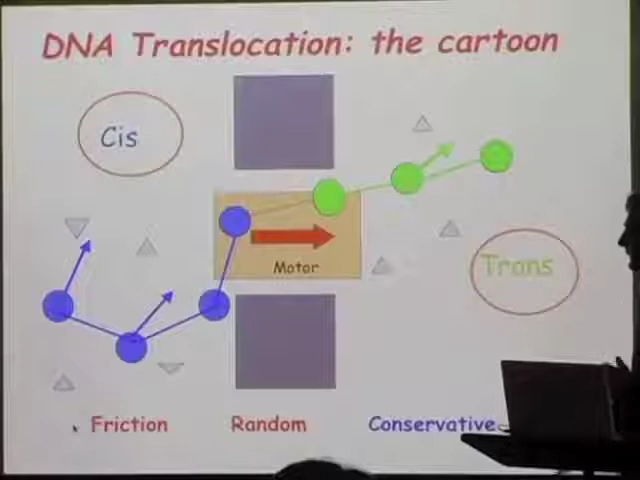 DNA Translocation: the cartoon
Cis
Motor
Trans
Friction Random Conservative